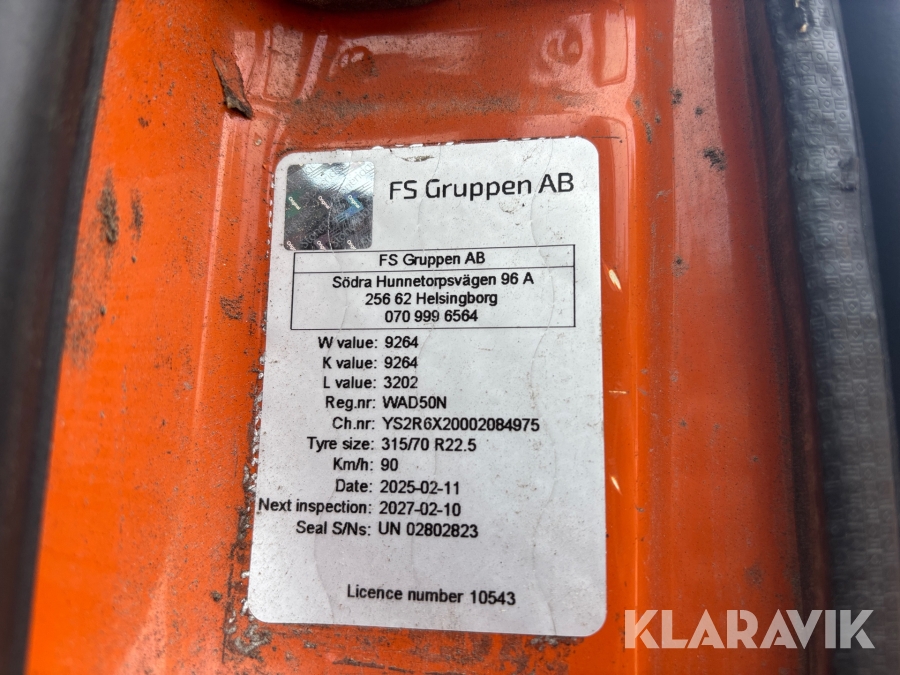 FS Gruppen AB
FS Gruppen AB
Södra Hunnetorpsvägen 96 A
256 62 Helsingborg
070 999 6564
W value: 9264
K value: 9264
L value: 3202
Reg.nr: WAD50N
Ch.nr: YS2R6X20002084975
Tyre size: 315/70 R22.5
Km/h: 90
Date: 2025-02-11
Next inspection: 2027-02-10
Seal S/Ns: UN 02802823
Licence number 10543
KLARAVIK